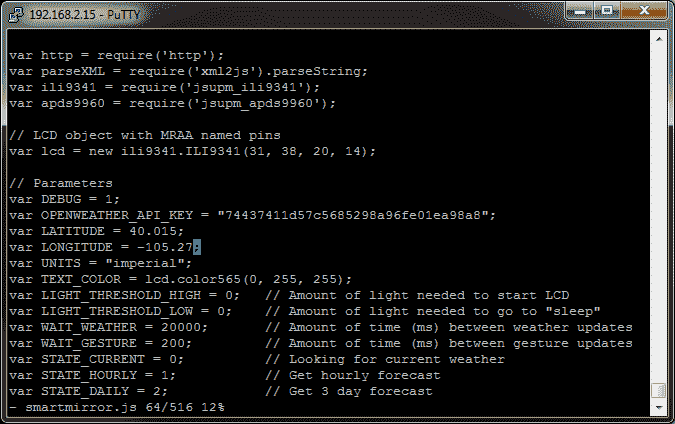 192.168.2.15 - PuTTY
var http = require('http');
var parseXML = require('xml2js').parseString;
var ili9341 = require('jsupm_ili9341');
var apds9960 = require('jsupm_apds9960');
// LCD object with MRAA named pins
var lcd = new ili9341.ILI9341(31, 38, 20, 14);
// Parameters
var DEBUG = 1;
var OPENWEATHER_API_KEY = "74437411d57c5685298a96fe01ea98a8";
var LATITUDE = 40.015;
var LONGITUDE = -105.27;
var UNITS = "imperial";
var TEXT_COLOR = lcd.color565(0, 255, 255);
var LIGHT_THRESHOLD_HIGH = 0;   // Amount of light needed to start LCD
var LIGHT_THRESHOLD_LOW = 0;    // Amount of light needed to go to "sleep"
var WAIT_WEATHER = 20000;       // Amount of time (ms) between weather updates
var WAIT_GESTURE = 200;         // Amount of time (ms) between gesture updates
var STATE_CURRENT = 0;          // Looking for current weather
var STATE_HOURLY = 1;           // Get hourly forecast
var STATE_DAILY = 2;            // Get 3 day forecast
- smartmirror.js 64/516 12%